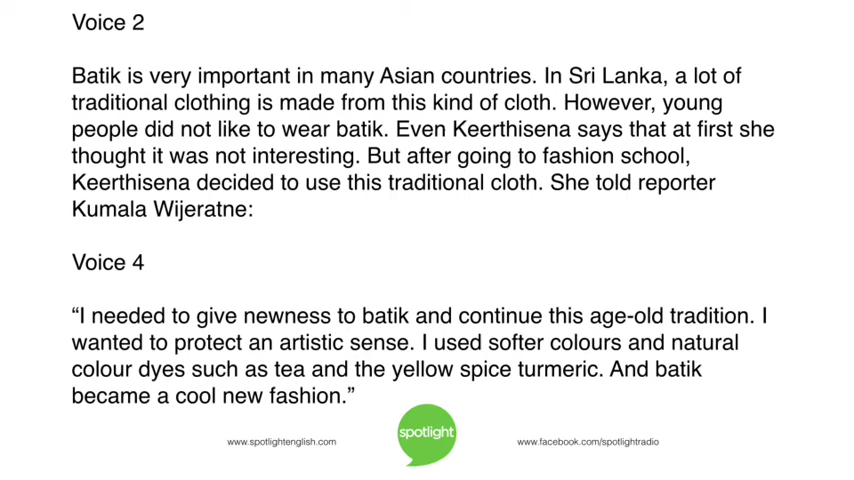 Voice 2
Batik is very important in many Asian countries. In Sri Lanka, a lot of
traditional clothing is made from this kind of cloth. However, young
people did not like to wear batik. Even Keerthisena says that at first she
thought it was not interesting. But after going to fashion school,
Keerthisena decided to use this traditional cloth. She told reporter
Kumala Wijeratne:
Voice 4
“I needed to give newness to batik and continue this age-old tradition. I
wanted to protect an artistic sense. I used softer colours and natural
colour dyes such as tea and the yellow spice turmeric. And batik
became a cool new fashion.”
www.spotlightenglish.com
spotlight
www.facebook.com/spotlightradio